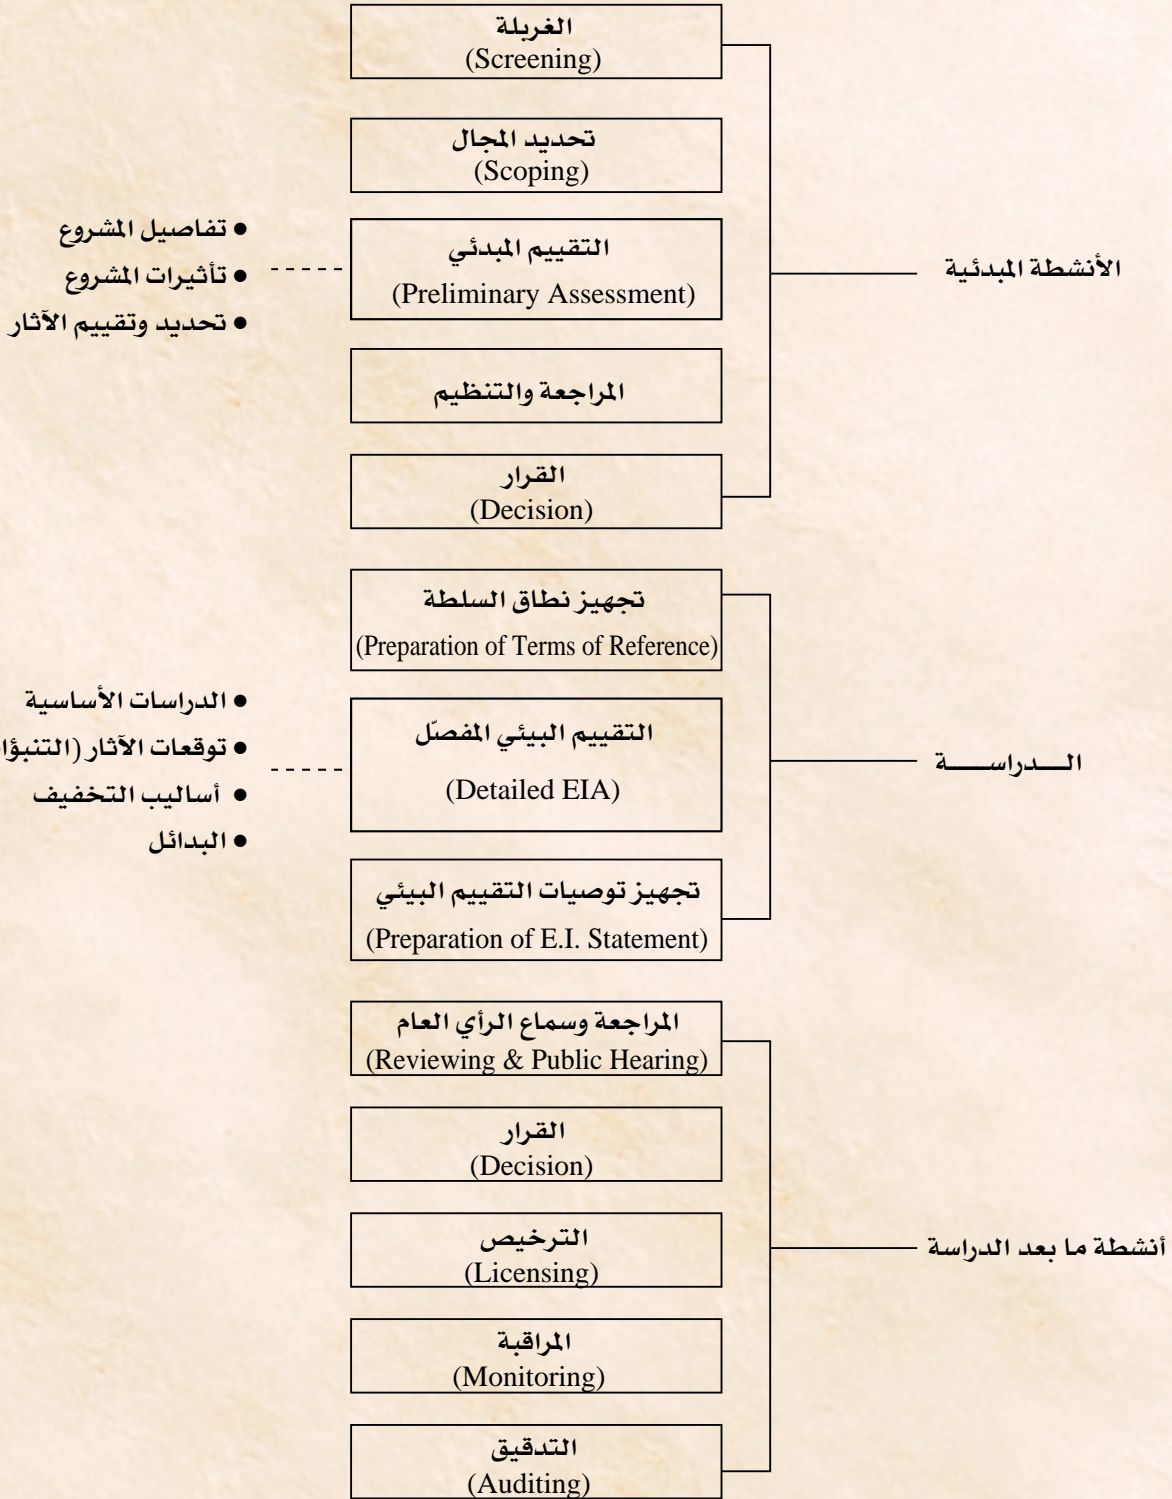 الغربلة
(Screening)
تحديد المجال
(Scoping)
التقييم المبدئي
(Preliminary Assessment)
● تفاصيل المشروع
● تأثيرات المشروع
● تحديد وتقييم الآثار
المراجعة والتنظيم
القرار
(Decision)
الأنشطة المبدئية
تجهيز نطاق السلطة
(Preparation of Terms of Reference)
التقييم البيئي المفصّل
(Detailed EIA)
● الدراسات الأساسية
● توقعات الآثار
● أساليب التخفيف
● البدائل
تجهيز توصيات التقييم البيئي
(Preparation of E.I. Statement)
الـــدراســـــة
المراجعة وسماع الرأي العام
(Reviewing & Public Hearing)
القرار
(Decision)
الترخيص
(Licensing)
المراقبة
(Monitoring)
التدقيق
(Auditing)
أنشطة ما بعد الدراسة